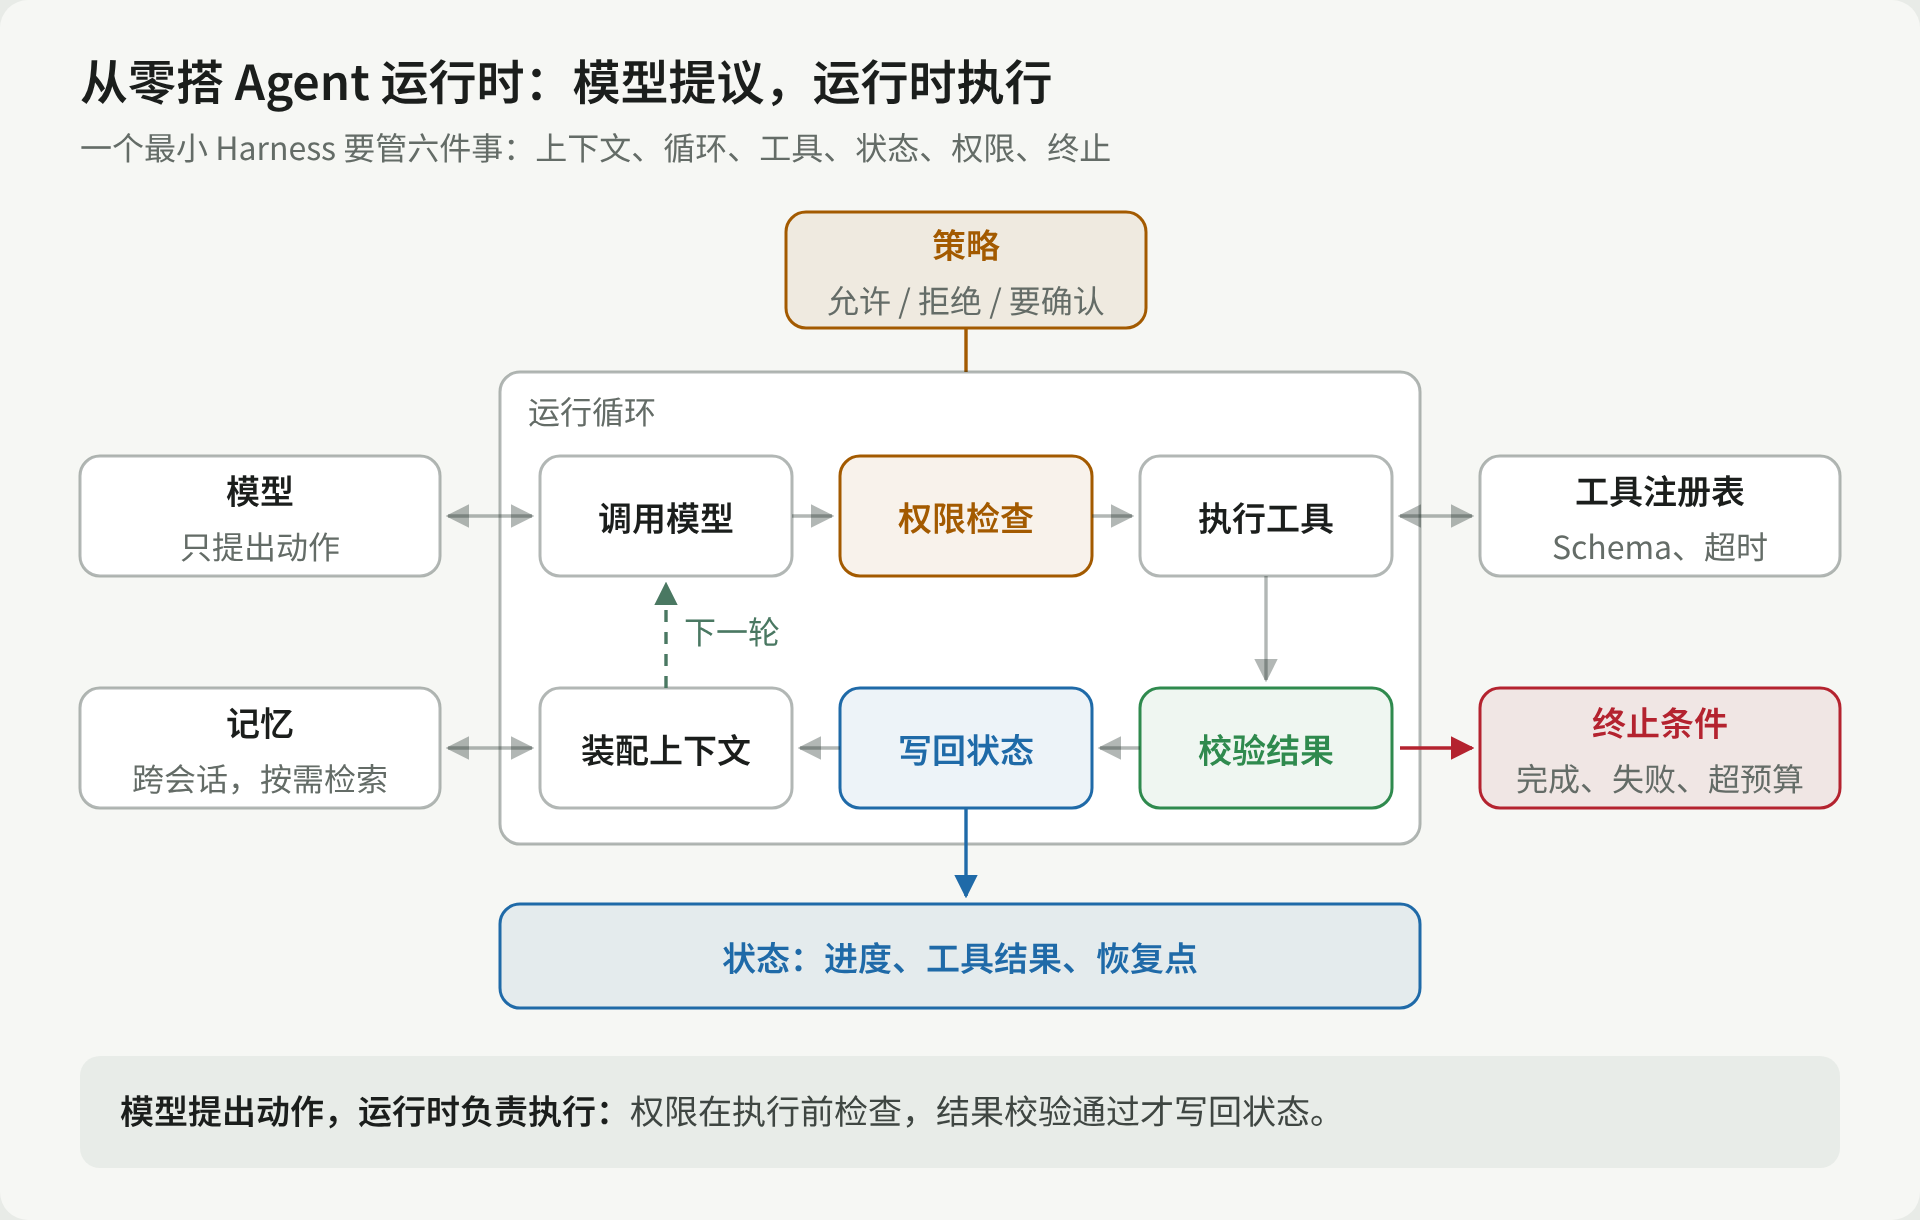 从零搭 Agent 运行时：模型提议，运行时执行
一个最小 Harness 要管六件事：上下文、循环、工具、状态、权限、终止
策略
允许 / 拒绝 / 要确认
运行循环
模型
只提出动作
调用模型
权限检查
执行工具
工具注册表
Schema、超时
下一轮
记忆
跨会话，按需检索
装配上下文
写回状态
校验结果
终止条件
完成、失败、超预算
状态：进度、工具结果、恢复点
模型提出动作，运行时负责执行：权限在执行前检查，结果校验通过才写回状态。